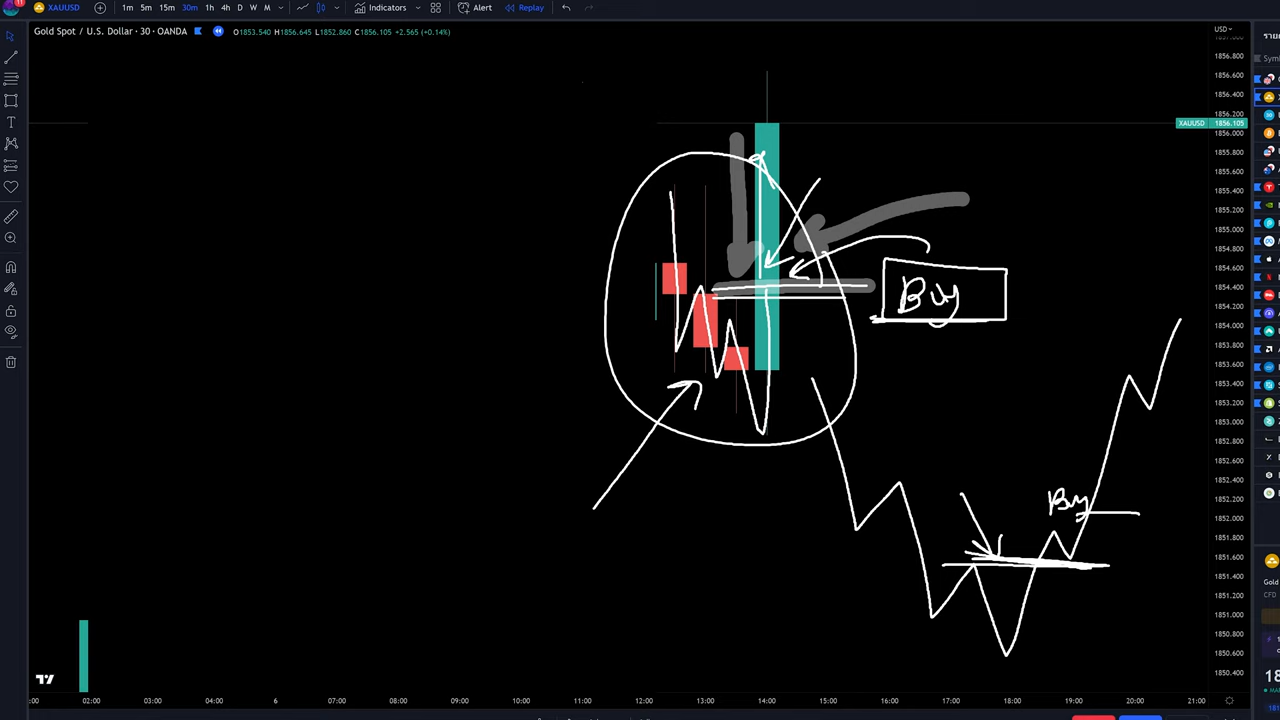 11
XAUUSD
1m 5m 15m 30m 1h 4h D W M
Indicators
Alert
Replay
Gold Spot / U.S. Dollar · 30 · OANDA
O1853.540 H1856.645 L1852.860 C1856.105 +2.565 (+0.14%)
USD
1856.800
1856.600
1856.400
1856.200
XAUUSD 1856.105
1856.000
1855.800
1855.600
1855.400
1855.200
1855.000
1854.800
1854.600
1854.400
1854.200
1854.000
1853.800
1853.600
1853.400
1853.200
1853.000
1852.800
1852.600
1852.400
1852.200
1852.000
1851.800
1851.600
1851.400
1851.200
1851.000
1850.800
1850.600
1850.400
Buy
Buy
:00 02:00 03:00 04:00 6 07:00 08:00 09:00 10:00 12:00 13:00 14:00 15:00 17:00 18:00 19:00 20:00 21:00
Sym
Gold
CFD
18